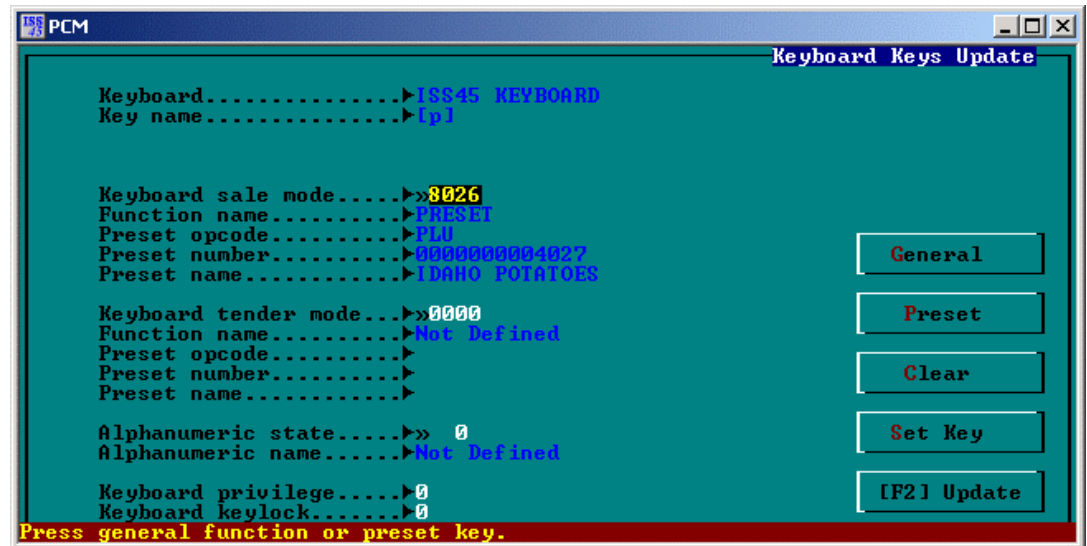 ISS 45 PCM
Keyboard Keys Update
Keyboard................►ISS45 KEYBOARD
Key name...............►[p]
Keyboard sale mode.....►»8026
Function name..........►PRESET
Preset opcode..........►PLU
Preset number..........►0000000004027
Preset name............►IDAHO POTATOES
General
Keyboard tender mode...►»0000
Preset
Function name..........►Not Defined
Preset opcode..........►
Preset number..........►
Clear
Preset name............►
Alphanumeric state.....►» 0
Set Key
Alphanumeric name......►Not Defined
Keyboard privilege.....►0
[F2] Update
Keyboard keylock.......►0
Press general function or preset key.